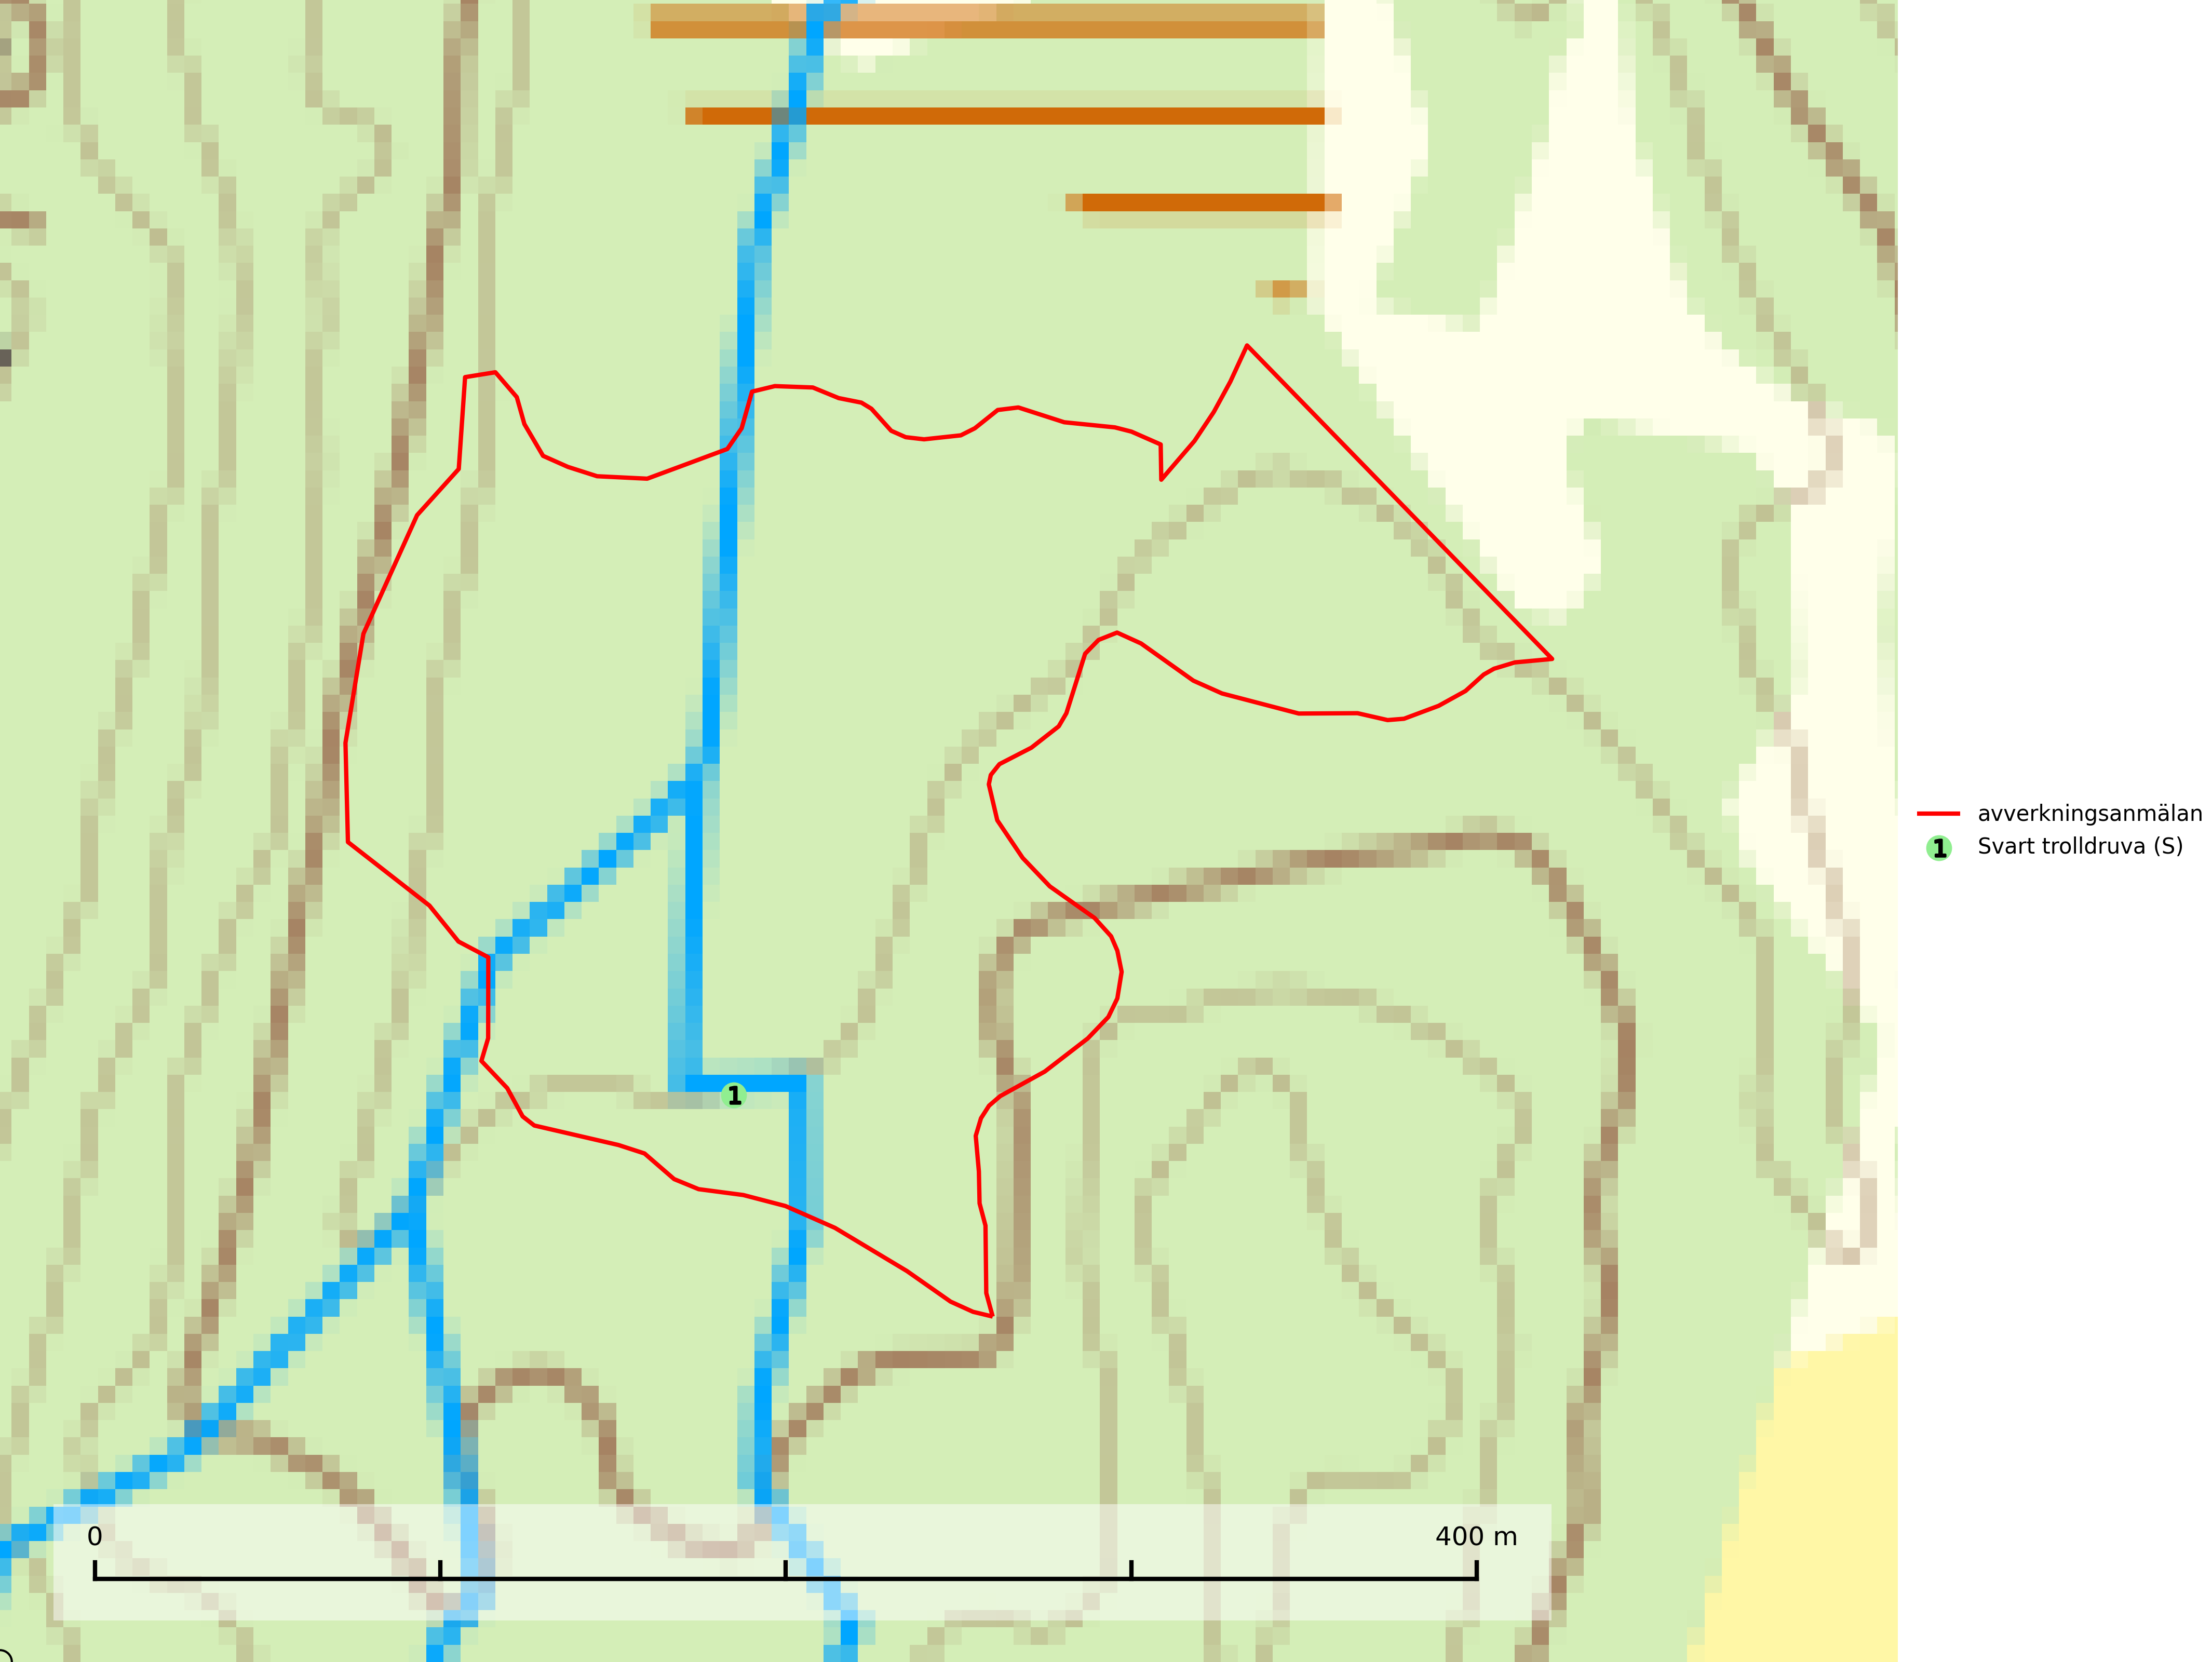 avverkningsanmälan
1 Svart trolldruva (S)
1
0 400 m